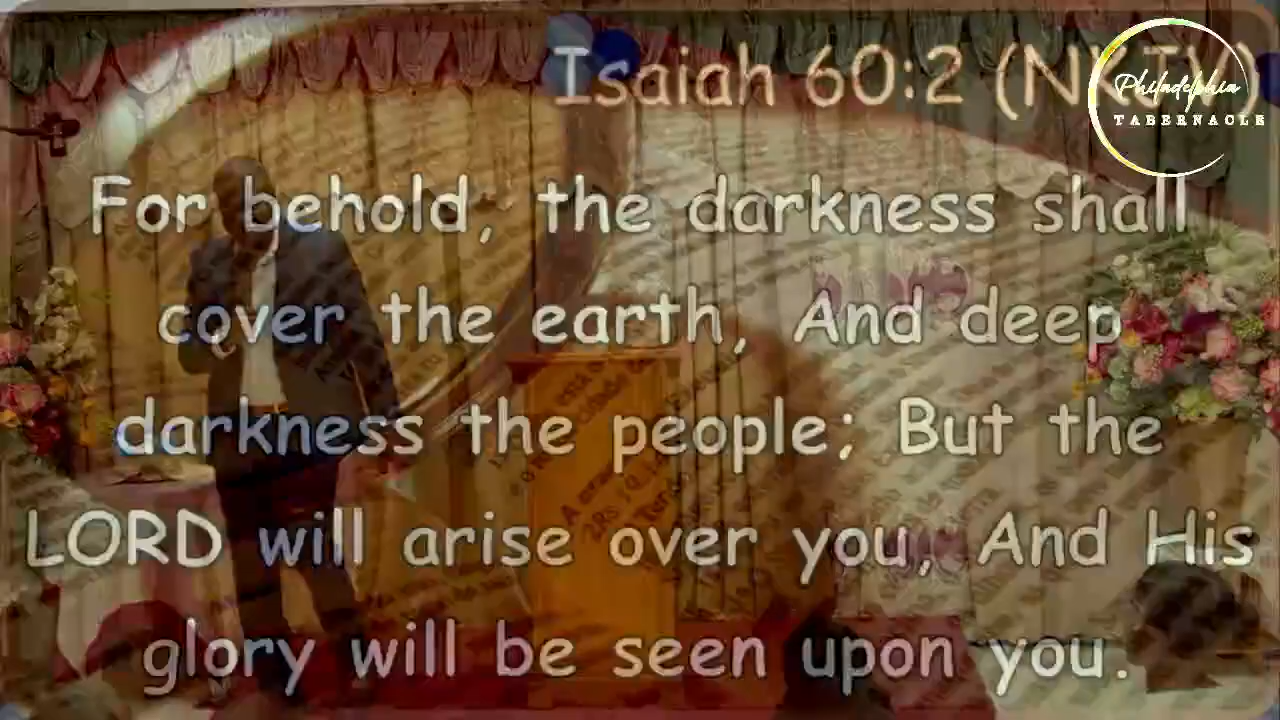 Isaiah 60:2 (NKJV)
Philadelphia
TABERNACLE
For behold, the darkness shall
cover the earth, And deep
darkness the people; But the
LORD will arise over you, And His
glory will be seen upon you.